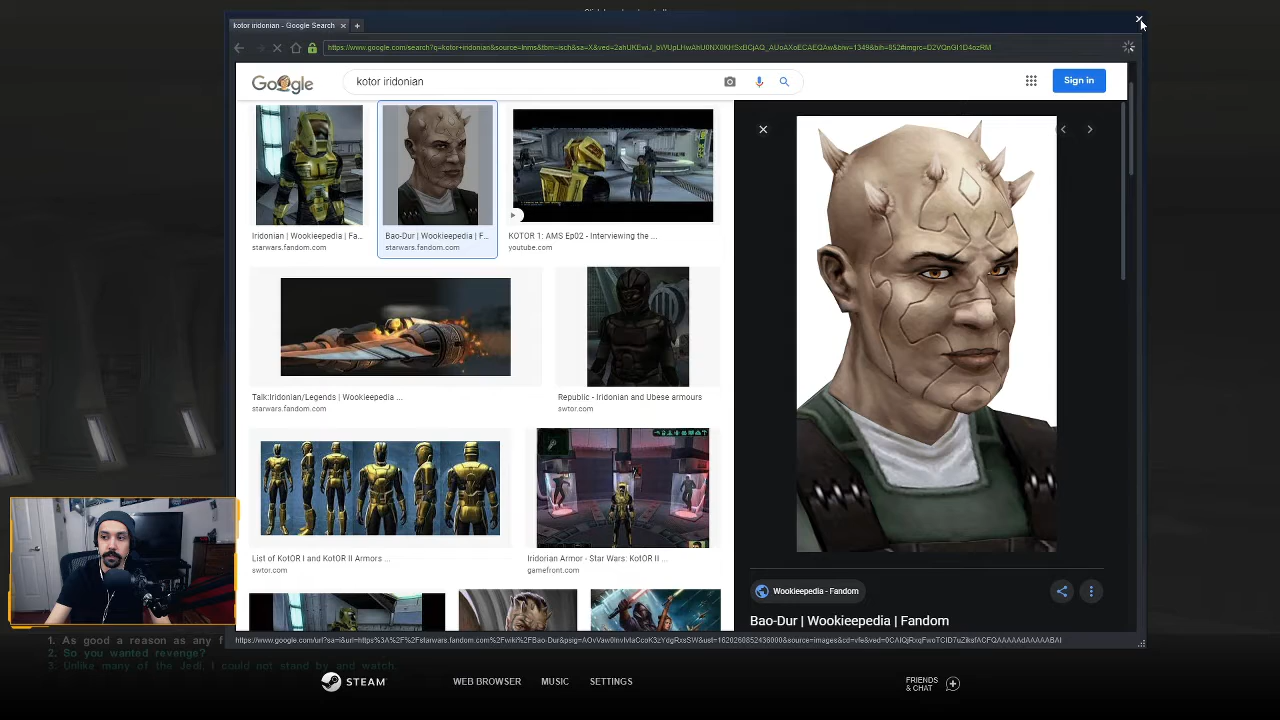 kotor iridonian - Google Search
Google
kotor iridonian
Sign in
Iridonian | Wookieepedia | Fa...
starwars.fandom.com
Bao-Dur | Wookieepedia | F...
starwars.fandom.com
KOTOR 1: AMS Ep02 - Interviewing the ...
youtube.com
Talk:Iridonian/Legends | Wookieepedia ...
starwars.fandom.com
Republic - Iridonian and Ubese armours
swtor.com
List of KotOR I and KotOR II Armors ...
swtor.com
Iridonian Armor - Star Wars: KotOR II ...
gamefront.com
Wookieepedia - Fandom
Bao-Dur | Wookieepedia | Fandom
1. As good a reason as any f
2. So you wanted revenge?
3. Unlike many of the Jedi, I could not stand by and watch.
STEAM
WEB BROWSER
MUSIC
SETTINGS
FRIENDS
& CHAT